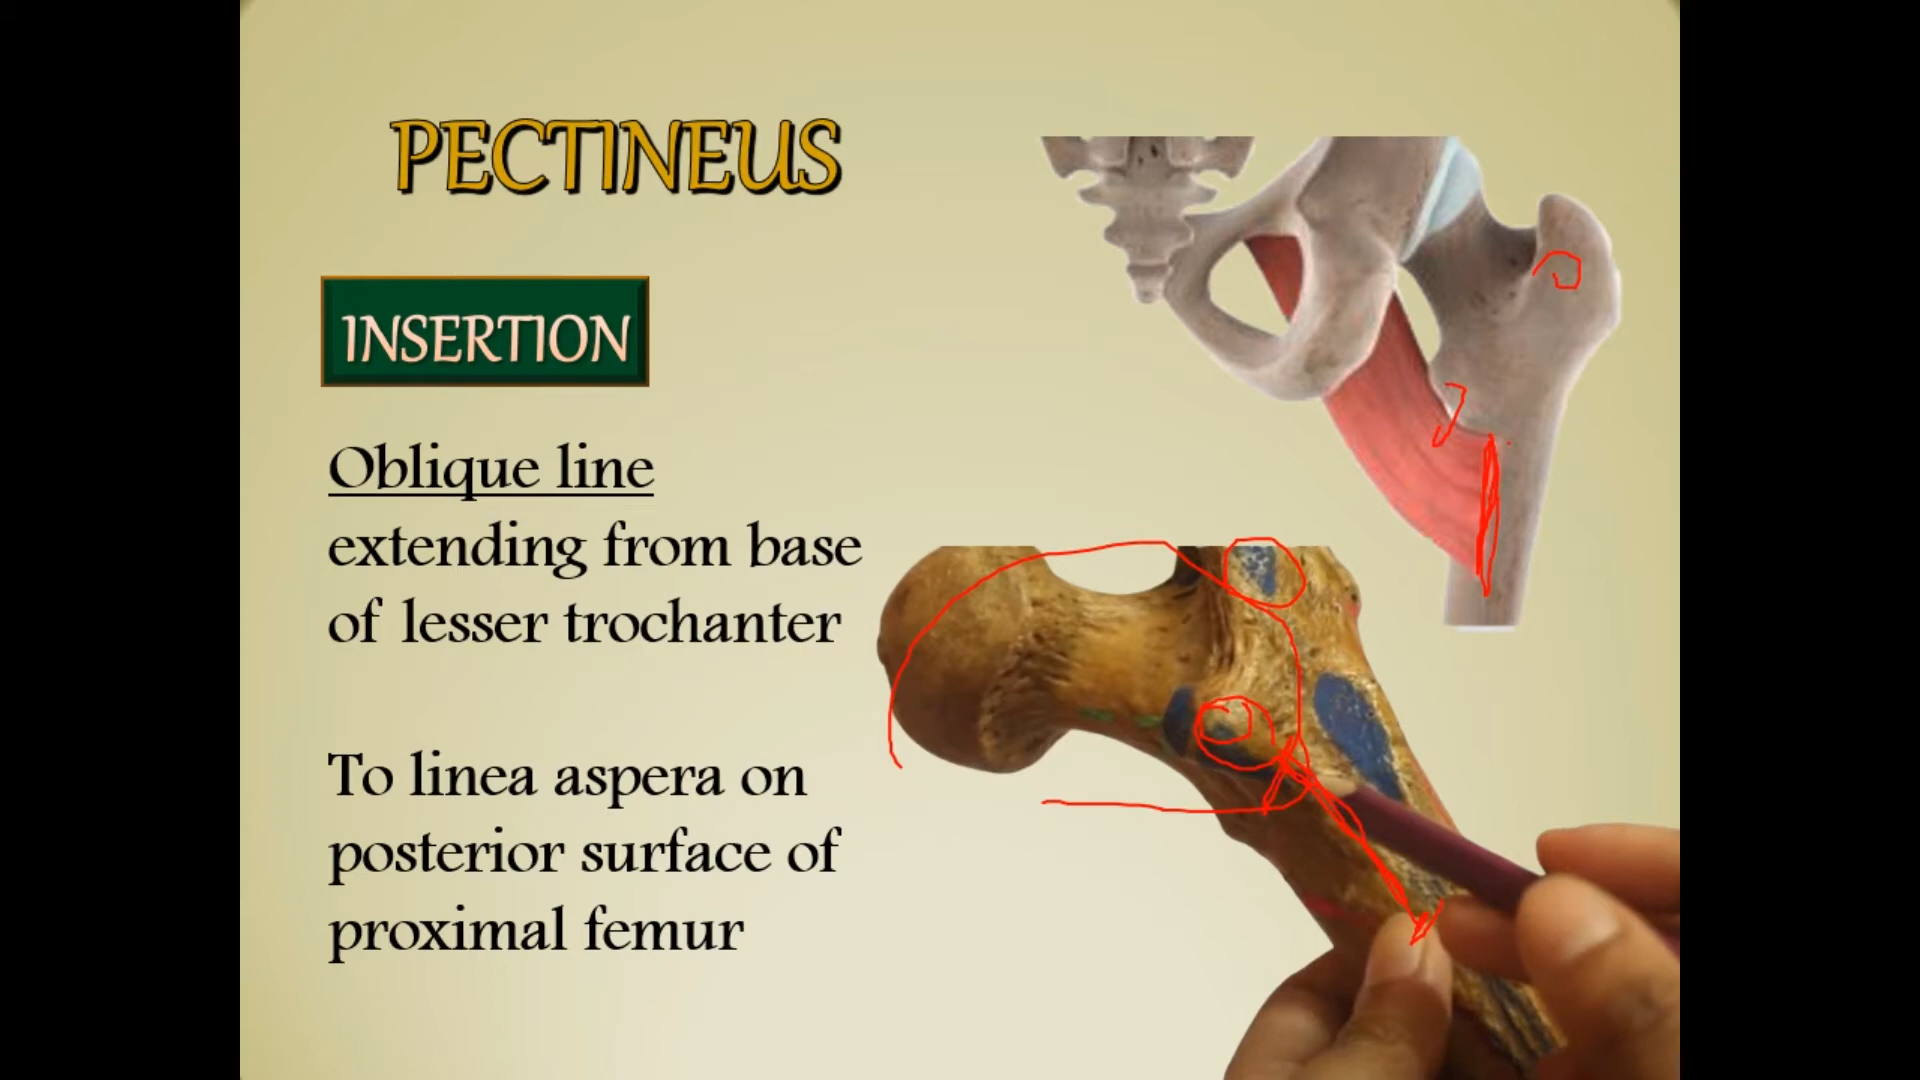 PECTINEUS
INSERTION
Oblique line
extending from base
of lesser trochanter
To linea aspera on
posterior surface of
proximal femur